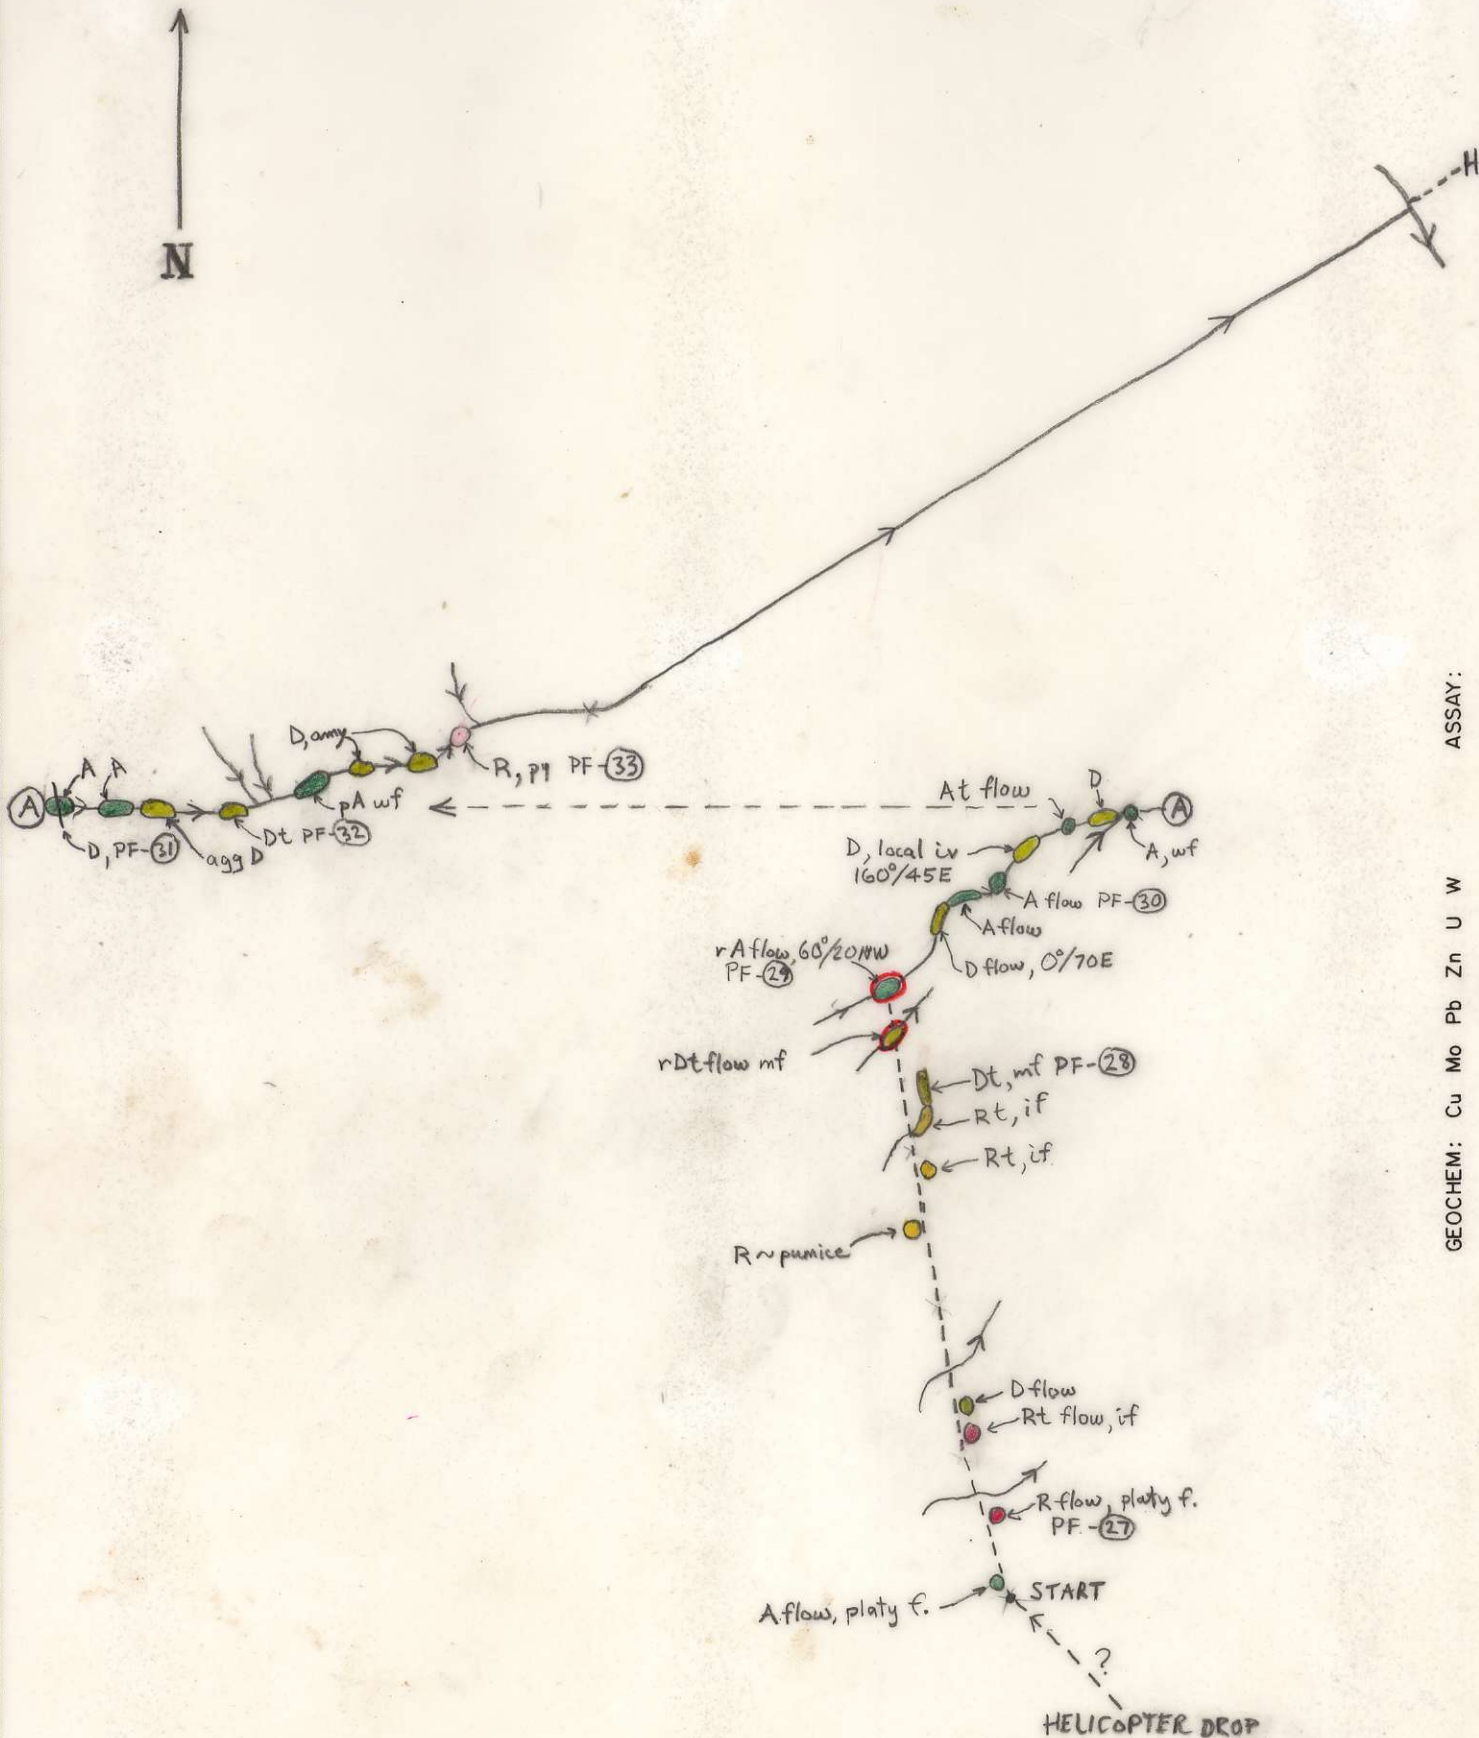 N
H
D, amy
R, py PF-33
A
A
A
pA wf
D, PF-31
agg D
Dt PF-32
At flow
D
A
A, wf
D, local iv
160°/45E
A flow PF-30
A flow
D flow, 0°/70E
rA flow, 60°/20NW
PF-29
rDt flow mf
Dt, mf PF-28
Rt, if
Rt, if
R ~ pumice
D flow
Rt flow, if
R flow, platy f.
PF-27
A flow, platy f.
START
?
HELICOPTER DROP
GEOCHEM: Cu Mo Pb Zn U W ASSAY: